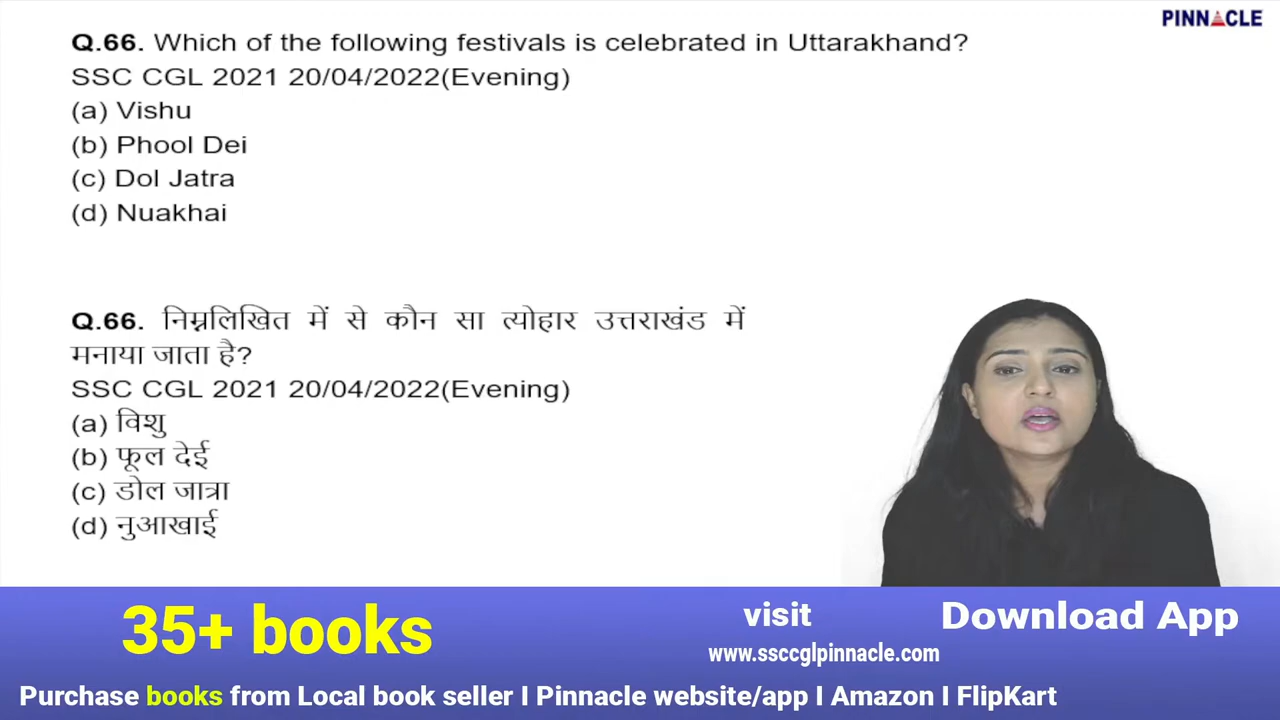 PINNACLE
Q.66. Which of the following festivals is celebrated in Uttarakhand?
SSC CGL 2021 20/04/2022(Evening)
(a) Vishu
(b) Phool Dei
(c) Dol Jatra
(d) Nuakhai
Q.66. निम्नलिखित में से कौन सा त्योहार उत्तराखंड में
मनाया जाता है?
SSC CGL 2021 20/04/2022(Evening)
(a) विशु
(b) फूल देई
(c) डोल जात्रा
(d) नुआखाई
35+ books
visit
www.ssccglpinnacle.com
Download App
Purchase books from Local book seller I Pinnacle website/app I Amazon I FlipKart